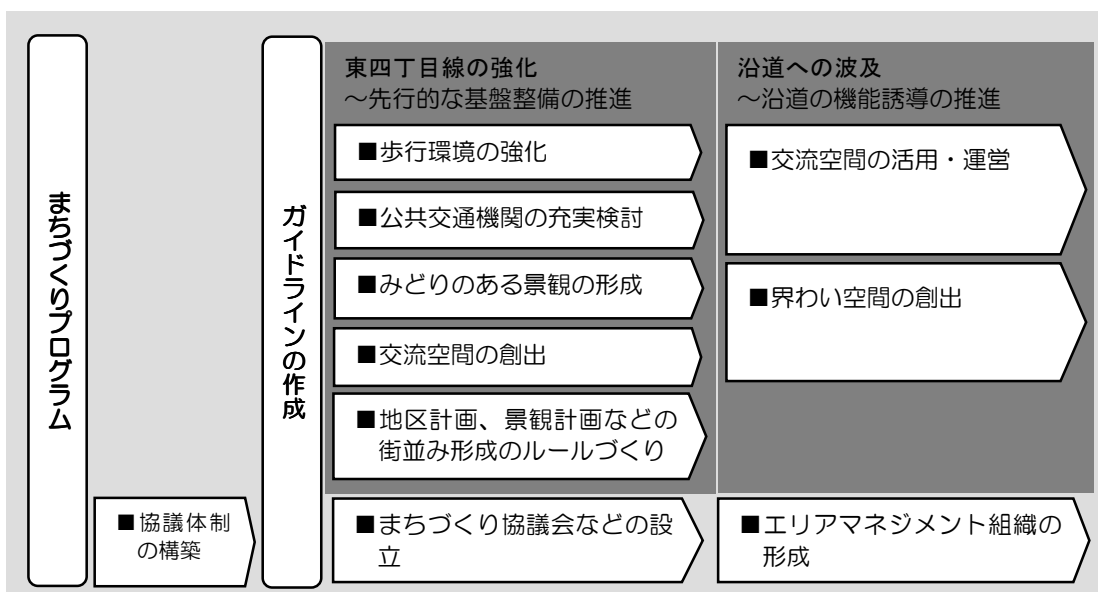 まちづくりプログラム
■協議体制
の構築
ガイドラインの作成
東四丁目線の強化
～先行的な基盤整備の推進
■歩行環境の強化
■公共交通機関の充実検討
■みどりのある景観の形成
■交流空間の創出
■地区計画、景観計画などの
街並み形成のルールづくり
■まちづくり協議会などの設
立
沿道への波及
～沿道の機能誘導の推進
■交流空間の活用・運営
■界わい空間の創出
■エリアマネジメント組織の
形成